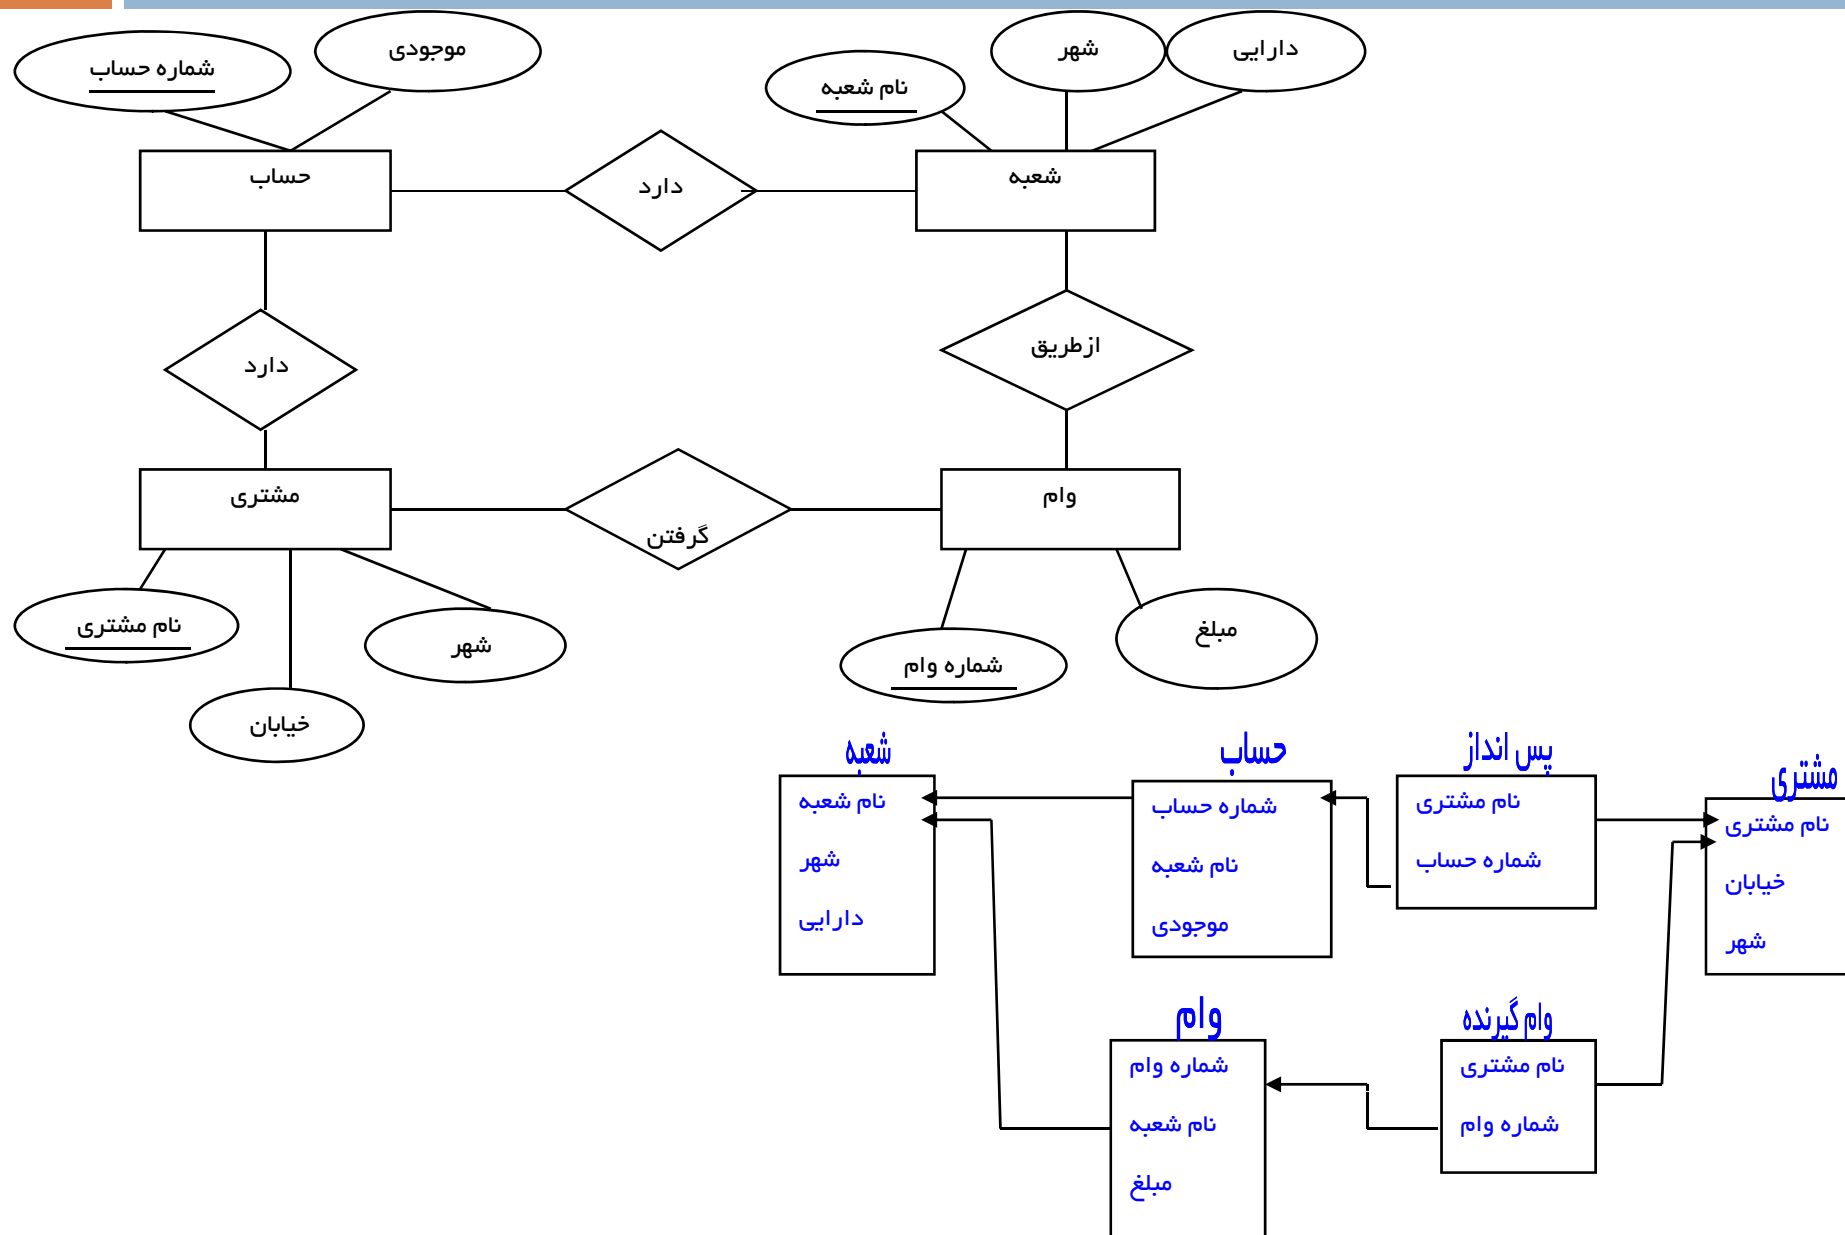 شماره حساب
موجودی
نام شعبه
شهر
دارایی
حساب
دارد
شعبه
دارد
ازطریق
مشتری
گرفتن
وام
نام مشتری
خیابان
شهر
شماره وام
مبلغ
شعبه
نام شعبه
شهر
دارایی
حساب
شماره حساب
نام شعبه
موجودی
پس انداز
نام مشتری
شماره حساب
مشتری
نام مشتری
خیابان
شهر
وام
شماره وام
نام شعبه
مبلغ
وام گیرنده
نام مشتری
شماره وام